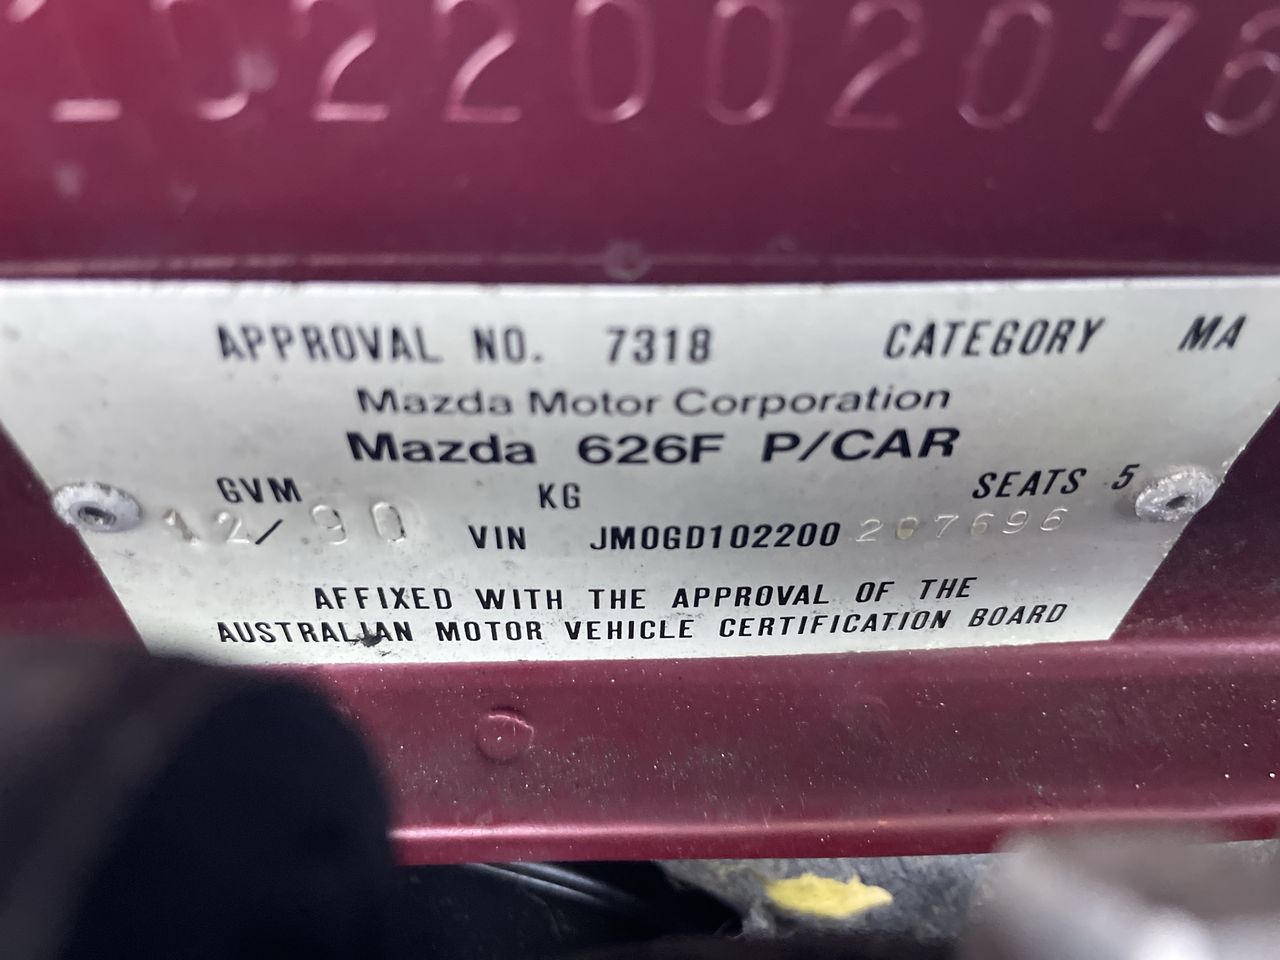 1022002076
APPROVAL NO. 7318 CATEGORY MA
Mazda Motor Corporation
Mazda 626F P/CAR
GVM KG SEATS 5
12/90 VIN JM0GD102200207696
AFFIXED WITH THE APPROVAL OF THE
AUSTRALIAN MOTOR VEHICLE CERTIFICATION BOARD